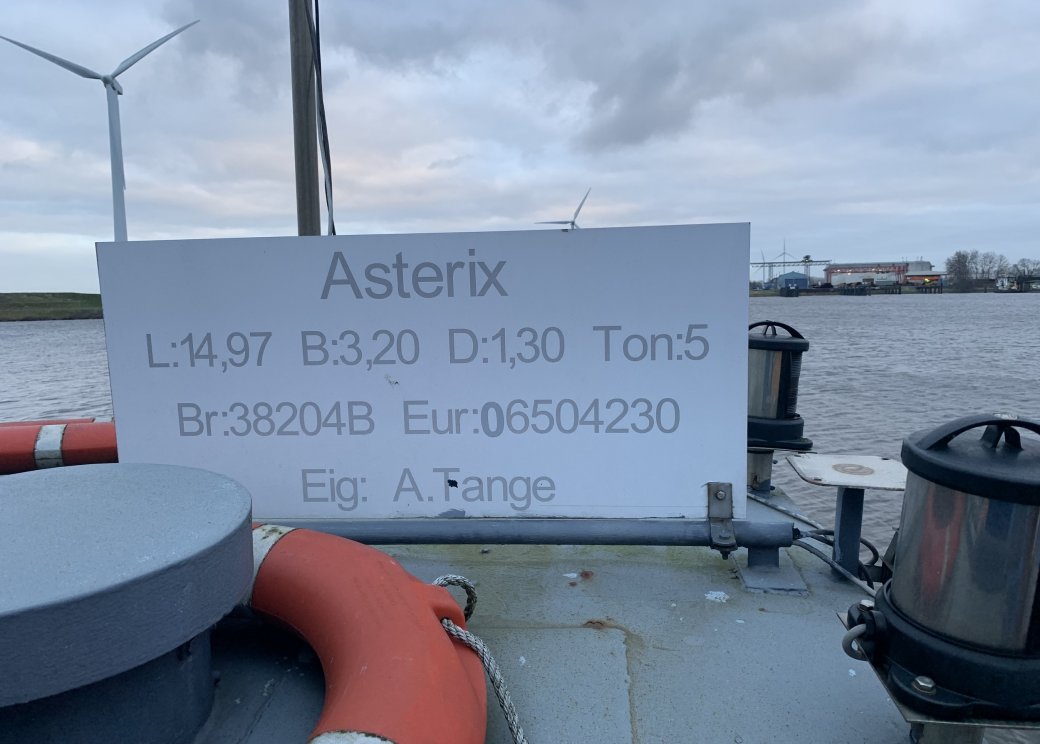 Asterix
L:14,97 B:3,20 D:1,30 Ton:5
Br:38204B Eur:06504230
Eig: A.Tange